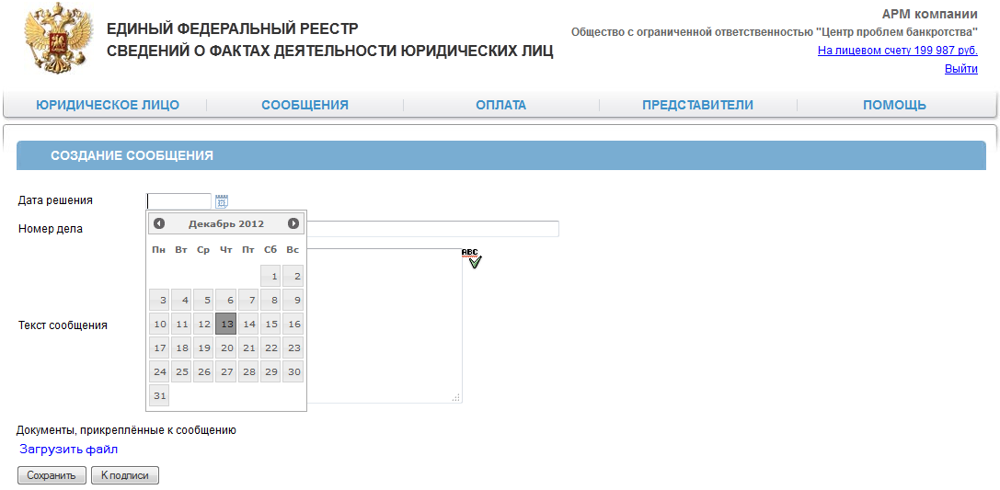 ЕДИНЫЙ ФЕДЕРАЛЬНЫЙ РЕЕСТР
СВЕДЕНИЙ О ФАКТАХ ДЕЯТЕЛЬНОСТИ ЮРИДИЧЕСКИХ ЛИЦ
АРМ компании
Общество с ограниченной ответственностью "Центр проблем банкротства"
На лицевом счету 199 987 руб.
Выйти
ЮРИДИЧЕСКОЕ ЛИЦО СООБЩЕНИЯ ОПЛАТА ПРЕДСТАВИТЕЛИ ПОМОЩЬ
СОЗДАНИЕ СООБЩЕНИЯ
Дата решения
Номер дела
Декабрь 2012
Пн Вт Ср Чт Пт Сб Вс
1 2
3 4 5 6 7 8 9
10 11 12 13 14 15 16
17 18 19 20 21 22 23
24 25 26 27 28 29 30
31
ABC
Текст сообщения
Документы, прикреплённые к сообщению
Загрузить файл
Сохранить К подписи